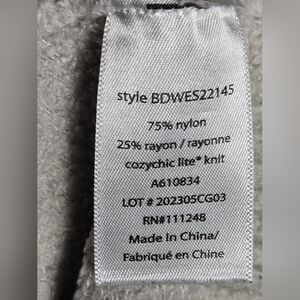 style BDWES22145
75% nylon
25% rayon / rayonne
cozychic lite® knit
A610834
LOT # 202305CG03
RN#111248
Made In China/
Fabriqué en Chine